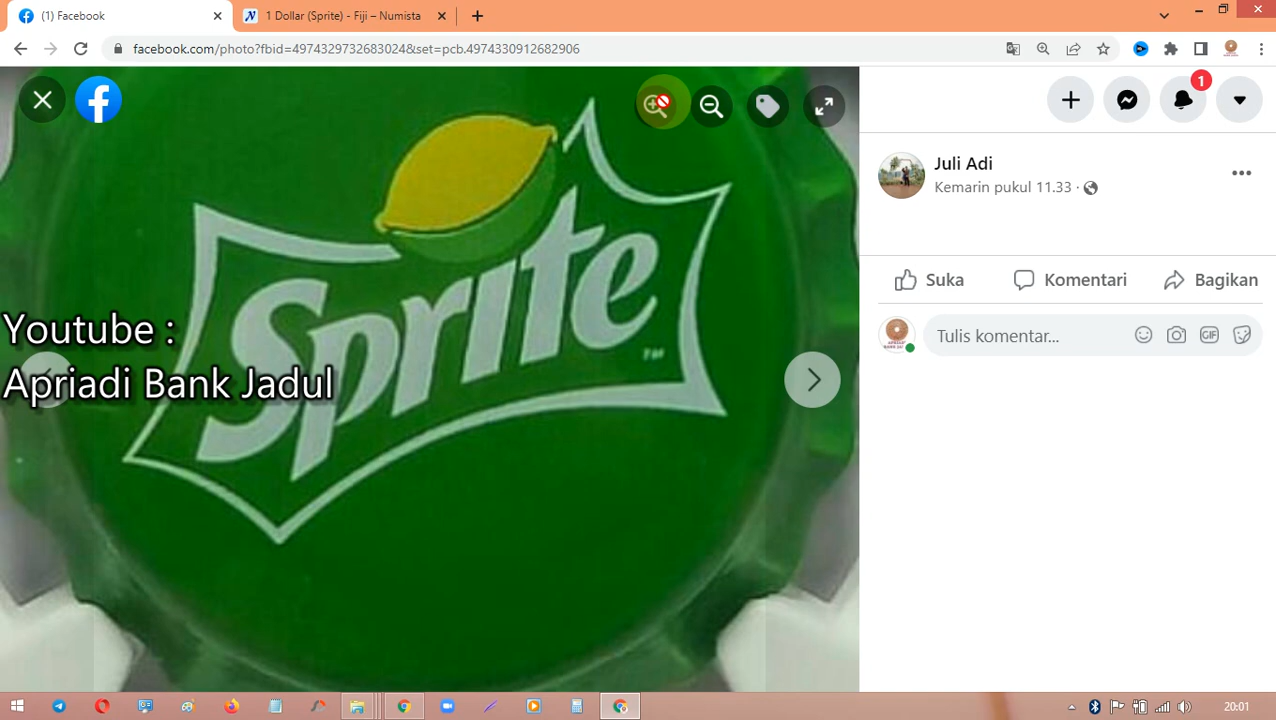 (1) Facebook
1 Dollar (Sprite) - Fiji – Numista
facebook.com/photo?fbid=4974329732683024&set=pcb.4974330912682906
1
Juli Adi
Kemarin pukul 11.33
Sprite
TM
Suka
Komentari
Bagikan
Youtube :
Apriadi Bank Jadul
Tulis komentar...
GIF
20:01